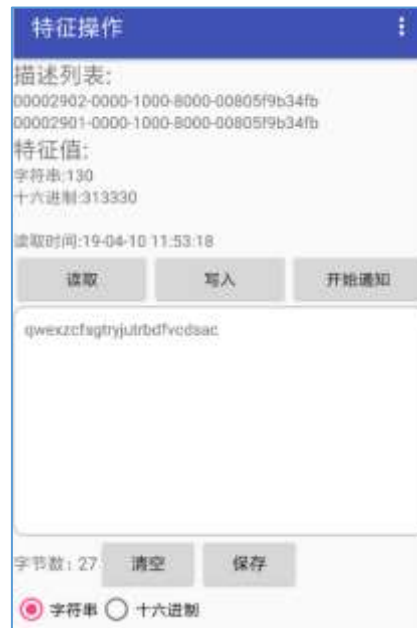 特征操作
描述列表:
00002902-0000-1000-8000-00805f9b34fb
00002901-0000-1000-8000-00805f9b34fb
特征值:
字符串:130
十六进制:313330
读取时间:19-04-10 11:53:18
读取 写入 开始通知
字节数: 27 清空 保存
字符串 十六进制